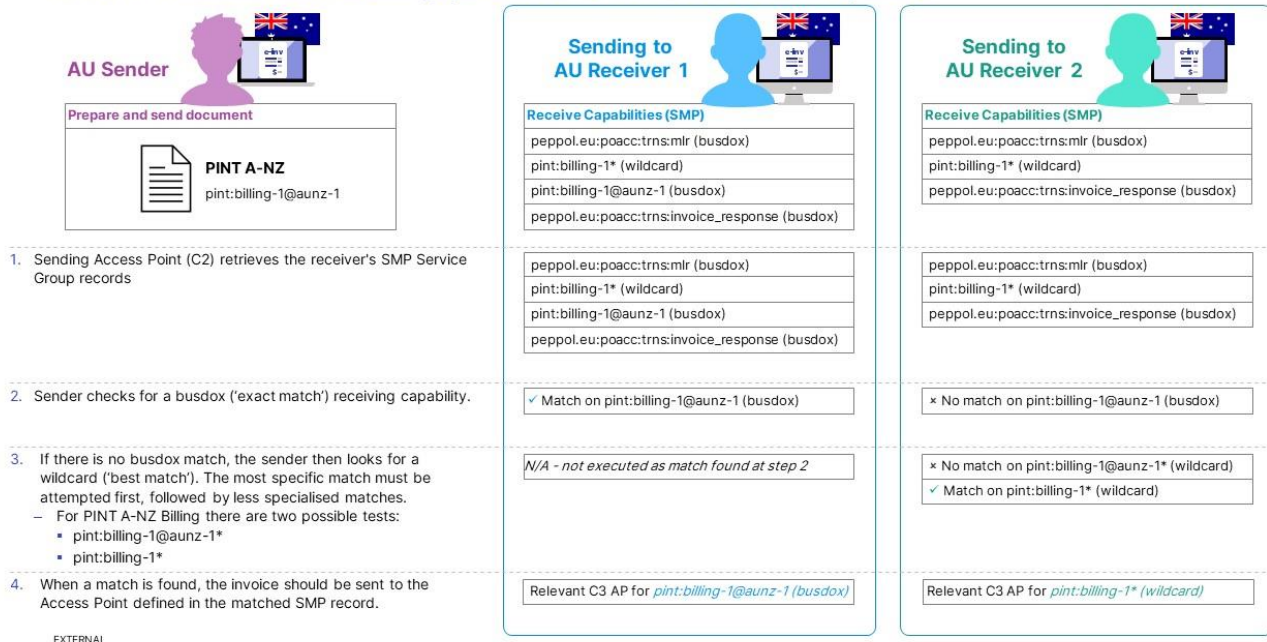 AU Sender
Prepare and send document
PINT A-NZ
pint:billing-1@aunz-1
Sending to
AU Receiver 1
e-inv
$-
Receive Capabilities (SMP)
peppol.eu:poacc:trns:mlr (busdox)
pint:billing-1* (wildcard)
pint:billing-1@aunz-1 (busdox)
peppol.eu:poacc:trns:invoice_response (busdox)
Sending to
AU Receiver 2
e-inv
$-
Receive Capabilities (SMP)
peppol.eu:poacc:trns:mlr (busdox)
pint:billing-1* (wildcard)
peppol.eu:poacc:trns:invoice_response (busdox)
1. Sending Access Point (C2) retrieves the receiver's SMP Service
Group records
peppol.eu:poacc:trns:mlr (busdox)
pint:billing-1* (wildcard)
pint:billing-1@aunz-1 (busdox)
peppol.eu:poacc:trns:invoice_response (busdox)
peppol.eu:poacc:trns:mlr (busdox)
pint:billing-1* (wildcard)
peppol.eu:poacc:trns:invoice_response (busdox)
2. Sender checks for a busdox ('exact match') receiving capability.
✓ Match on pint:billing-1@aunz-1 (busdox)
× No match on pint:billing-1@aunz-1 (busdox)
3. If there is no busdox match, the sender then looks for a
wildcard ('best match'). The most specific match must be
attempted first, followed by less specialised matches.
– For PINT A-NZ Billing there are two possible tests:
▪ pint:billing-1@aunz-1*
▪ pint:billing-1*
N/A - not executed as match found at step 2
× No match on pint:billing-1@aunz-1* (wildcard)
✓ Match on pint:billing-1* (wildcard)
4. When a match is found, the invoice should be sent to the
Access Point defined in the matched SMP record.
Relevant C3 AP for pint:billing-1@aunz-1 (busdox)
Relevant C3 AP for pint:billing-1* (wildcard)
EXTERNAL